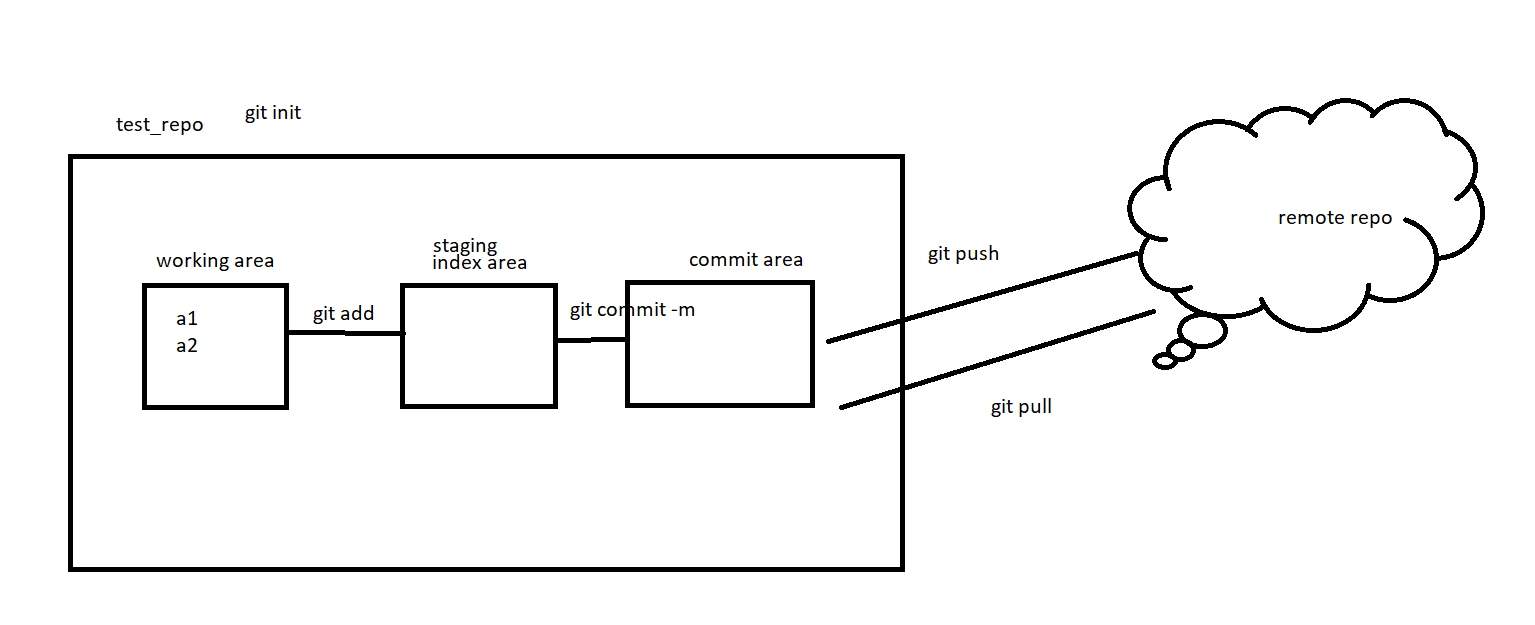 test_repo
git init
working area
staging
index area
commit area
a1
a2
git add
git commit -m
git push
git pull
remote repo